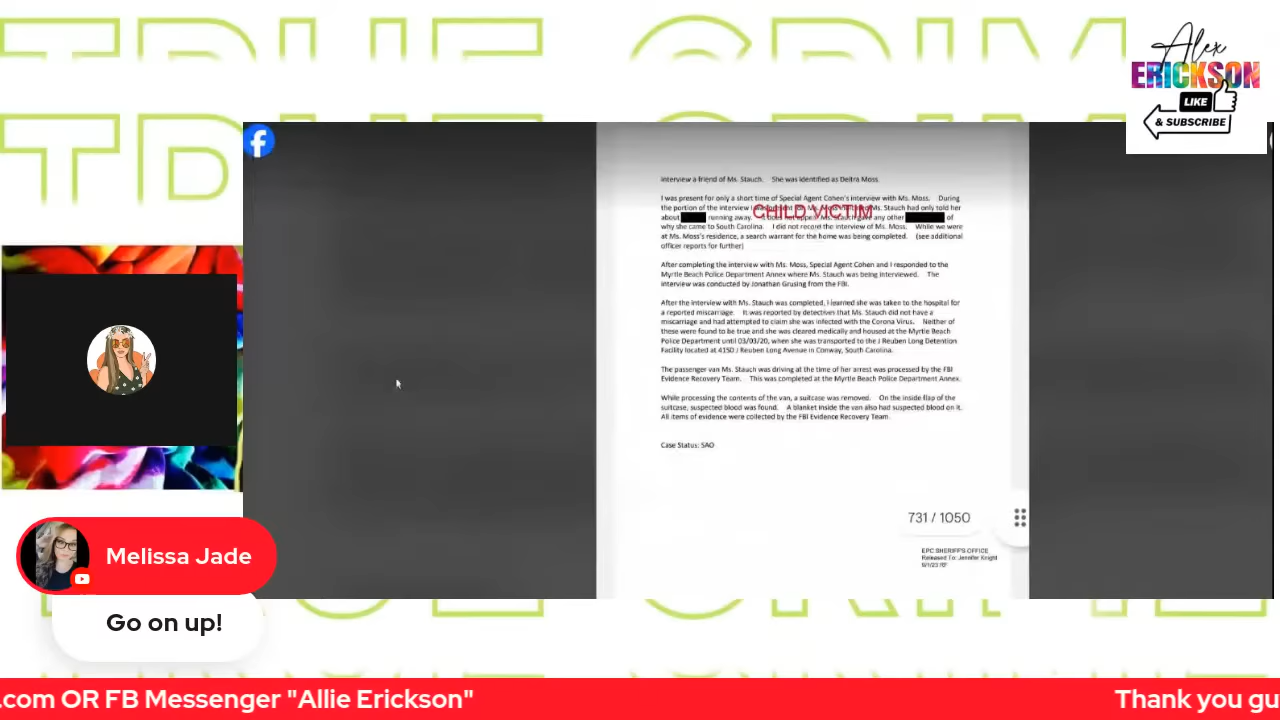 TRUE CRIME
Alex
ERICKSON
LIKE
& SUBSCRIBE
interview a friend of Ms. Stauch. She was identified as Deitra Moss.
I was present for only a short time of Special Agent Cohen's interview with Ms. Moss. During
the portion of the interview I
CHILD VICTIM
Ms. Stauch had only told her
about running away. any other of
why she came to South Carolina. I did not record the interview of Ms. Moss. While we were
at Ms. Moss's residence, a search warrant for the home was being completed. (see additional
officer reports for further)
After completing the interview with Ms. Moss, Special Agent Cohen and I responded to the
Myrtle Beach Police Department Annex where Ms. Stauch was being interviewed. The
interview was conducted by Jonathan Grusing from the FBI.
After the interview with Ms. Stauch was completed, I learned she was taken to the hospital for
a reported miscarriage. It was reported by detectives that Ms. Stauch did not have a
miscarriage and had attempted to claim she was infected with the Corona Virus. Neither of
these were found to be true and she was cleared medically and housed at the Myrtle Beach
Police Department until 03/03/20, when she was transported to the J Reuben Long Detention
Facility located at 4150 J Reuben Long Avenue in Conway, South Carolina.
The passenger van Ms. Stauch was driving at the time of her arrest was processed by the FBI
Evidence Recovery Team. This was completed at the Myrtle Beach Police Department Annex.
While processing the contents of the van, a suitcase was removed. On the inside flap of the
suitcase, suspected blood was found. A blanket inside the van also had suspected blood on it.
All items of evidence were collected by the FBI Evidence Recovery Team.
Case Status: SAO
731 / 1050
EPC SHERIFF'S OFFICE
Released To: Jennifer Knight
Melissa Jade
Go on up!
.com OR FB Messenger "Allie Erickson"
Thank you gu